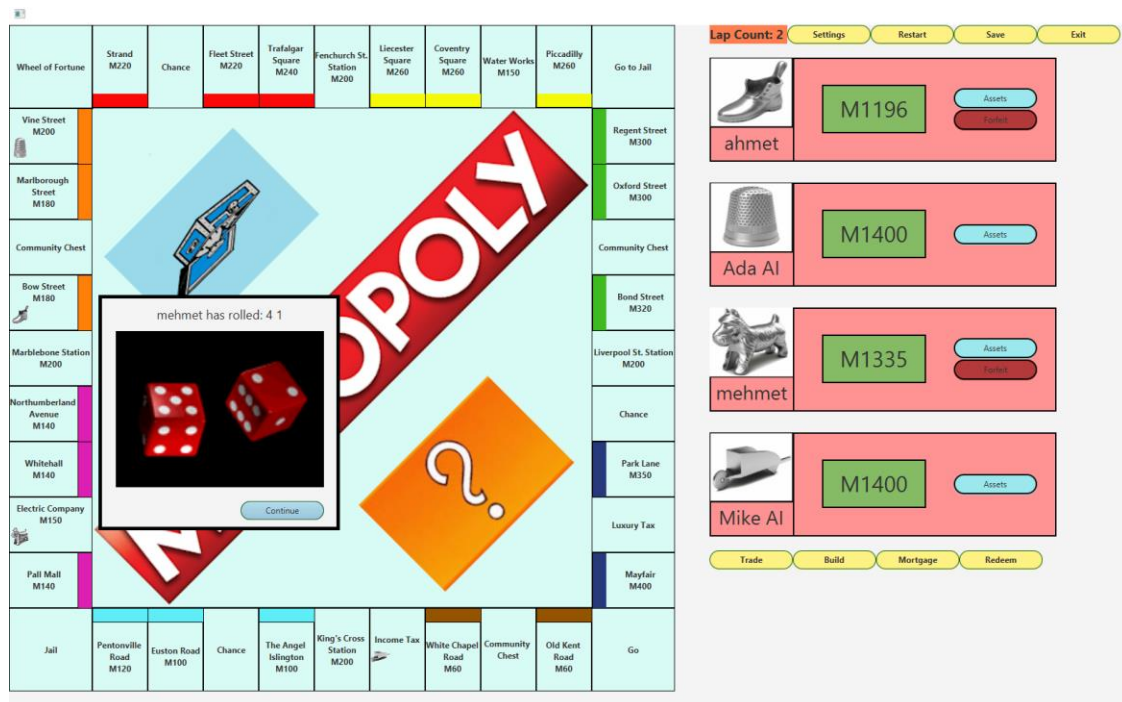 Lap Count: 2
Settings
Restart
Save
Exit
Wheel of Fortune
Strand
M220
Chance
Fleet Street
M220
Trafalgar
Square
M240
Fenchurch St.
Station
M200
Liecester
Square
M260
Coventry
Square
M260
Water Works
M150
Piccadilly
M260
Go to Jail
Vine Street
M200
Marlborough
Street
M180
Community Chest
Bow Street
M180
Marblebone Station
M200
Northumberland
Avenue
M140
Whitehall
M140
Electric Company
M150
Pall Mall
M140
Regent Street
M300
Oxford Street
M300
Community Chest
Bond Street
M320
Liverpool St. Station
M200
Chance
Park Lane
M350
Luxury Tax
Mayfair
M400
OPOLY
?
mehmet has rolled: 4 1
Continue
Jail
Pentonville
Road
M120
Euston Road
M100
Chance
The Angel
Islington
M100
King's Cross
Station
M200
Income Tax
White Chapel
Road
M60
Community
Chest
Old Kent
Road
M60
Go
ahmet
M1196
Assets
Forfeit
Ada AI
M1400
Assets
mehmet
M1335
Assets
Forfeit
Mike AI
M1400
Assets
Trade
Build
Mortgage
Redeem